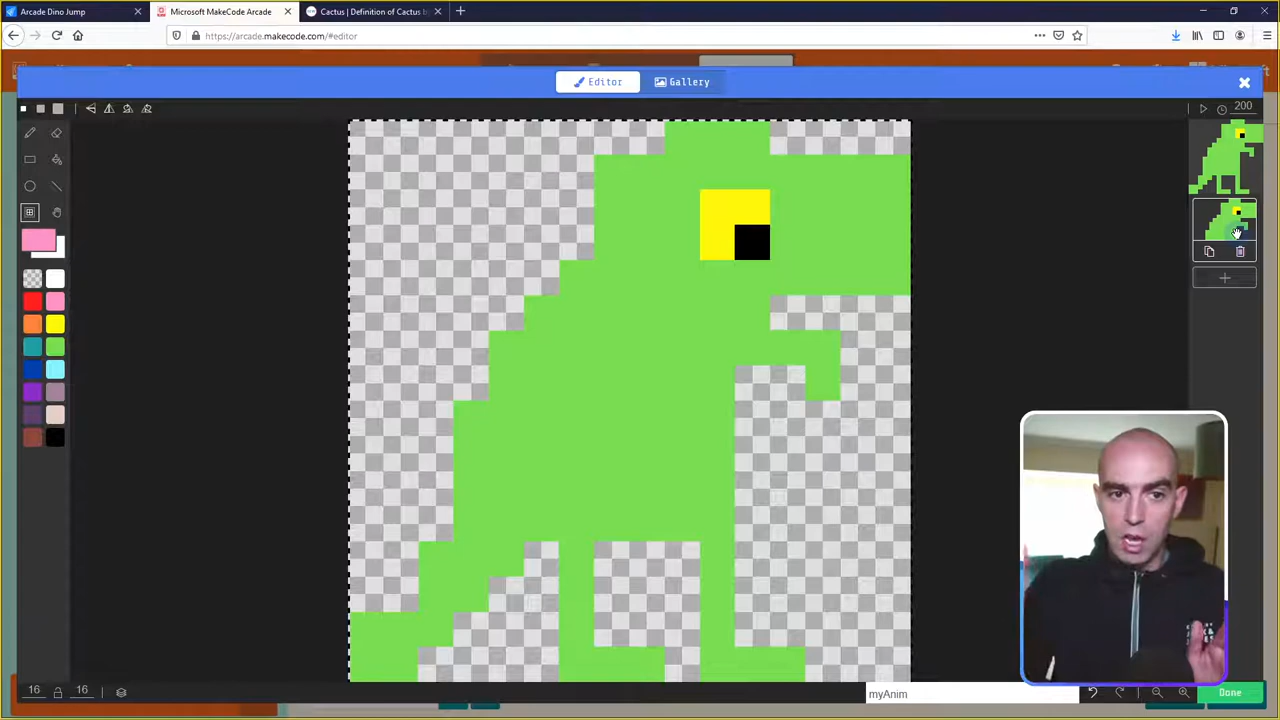 Arcade Dino Jump
Microsoft MakeCode Arcade
Cactus | Definition of Cactus b
https://arcade.makecode.com/#editor
Editor
Gallery
200
16
16
myAnim
Done